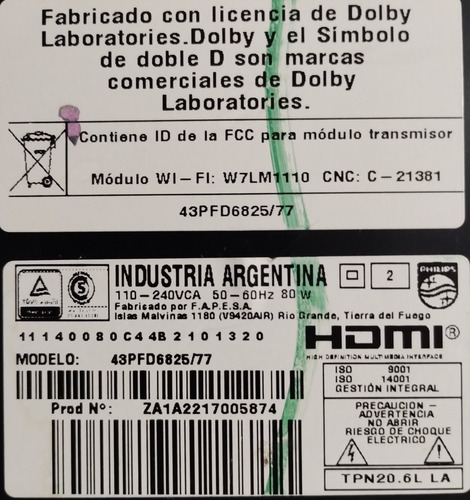 Fabricado con licencia de Dolby
Laboratories.Dolby y el Símbolo
de doble D son marcas
comerciales de Dolby
Laboratories.
Contiene ID de la FCC para módulo transmisor
Módulo WI-FI: W7LM1110 CNC: C-21381
43PFD6825/77
INDUSTRIA ARGENTINA
2
PHILIPS
110-240VCA 50-60Hz 80 W
Fabricado por F.A.P.E.S.A.
Islas Malvinas 1180 (V9420AIR) Rio Grande, Tierra del Fuego
11140080C44B2101320
HDMI®
HIGH DEFINITION MULTIMEDIA INTERFACE
MODELO: 43PFD6825/77
ISO 9001
ISO 14001
GESTIÓN INTEGRAL
Prod Nº: ZA1A2217005874
PRECAUCION -
ADVERTENCIA
NO ABRIR
RIESGO DE CHOQUE
ELECTRICO
TPN20.6L LA